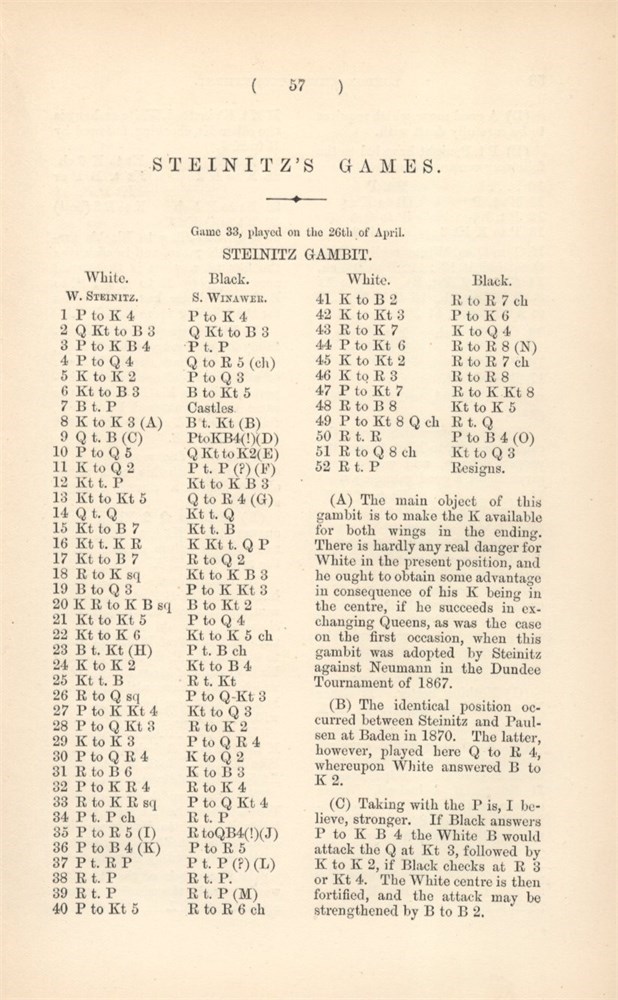 ( 57 )
STEINITZ'S GAMES.
Game 33, played on the 26th of April.
STEINITZ GAMBIT.
White. Black.
W. STEINITZ. S. WINAWER.
1 P to K 4 P to K 4
2 Q Kt to B 3 Q Kt to B 3
3 P to K B 4 P t. P
4 P to Q 4 Q to R 5 (ch)
5 K to K 2 P to Q 3
6 Kt to B 3 B to Kt 5
7 B t. P Castles
8 K to K 3 (A) B t. Kt (B)
9 Q t. B (C) PtoKB4(!)(D)
10 P to Q 5 Q KttoK2(E)
11 K to Q 2 P t. P (?) (F)
12 Kt t. P Kt to K B 3
13 Kt to Kt 5 Q to R 4 (G)
14 Q t. Q Kt t. Q
15 Kt to B 7 Kt t. B
16 Kt t. K R K Kt t. Q P
17 Kt to B 7 R to Q 2
18 R to K sq Kt to K B 3
19 B to Q 3 P to K Kt 3
20 K R to K B sq B to Kt 2
21 Kt to Kt 5 P to Q 4
22 Kt to K 6 Kt to K 5 ch
23 B t. Kt (H) P t. B ch
24 K to K 2 Kt to B 4
25 Kt t. B R t. Kt
26 R to Q sq P to Q-Kt 3
27 P to K Kt 4 Kt to Q 3
28 P to Q Kt 3 R to K 2
29 K to K 3 P to Q R 4
30 P to Q R 4 K to Q 2
31 R to B 6 K to B 3
32 P to K R 4 R to K 4
33 R to K R sq P to Q Kt 4
34 P t. P ch R t. P
35 P to R 5 (I) RtoQB4(!)(J)
36 P to B 4 (K) P to R 5
37 P t. R P P t. P (?) (L)
38 R t. P R t. P.
39 R t. P R t. P (M)
40 P to Kt 5 R to R 6 ch
White. Black.
41 K to B 2 R to R 7 ch
42 K to Kt 3 P to K 6
43 R to K 7 K to Q 4
44 P to Kt 6 R to R 8 (N)
45 K to Kt 2 R to R 7 ch
46 K to R 3 R to R 8
47 P to Kt 7 R to K Kt 8
48 R to B 8 Kt to K 5
49 P to Kt 8 Q ch R t. Q
50 R t. R P to B 4 (O)
51 R to Q 8 ch Kt to Q 3
52 R t. P Resigns.
(A) The main object of this
gambit is to make the K available
for both wings in the ending.
There is hardly any real danger for
White in the present position, and
he ought to obtain some advantage
in consequence of his K being in
the centre, if he succeeds in ex-
changing Queens, as was the case
on the first occasion, when this
gambit was adopted by Steinitz
against Neumann in the Dundee
Tournament of 1867.
(B) The identical position oc-
curred between Steinitz and Paul-
sen at Baden in 1870. The latter,
however, played here Q to R 4,
whereupon White answered B to
K 2.
(C) Taking with the P is, I be-
lieve, stronger. If Black answers
P to K B 4 the White B would
attack the Q at Kt 3, followed by
K to K 2, if Black checks at R 3
or Kt 4. The White centre is then
fortified, and the attack may be
strengthened by B to B 2.